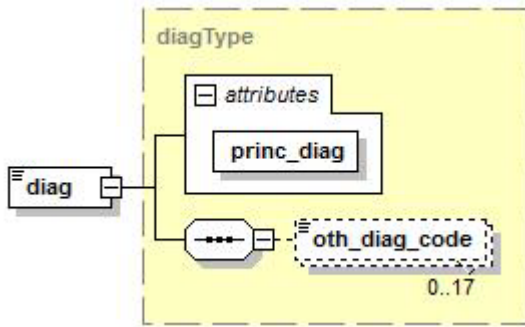 diagType
attributes
princ_diag
diag
oth_diag_code
0..17